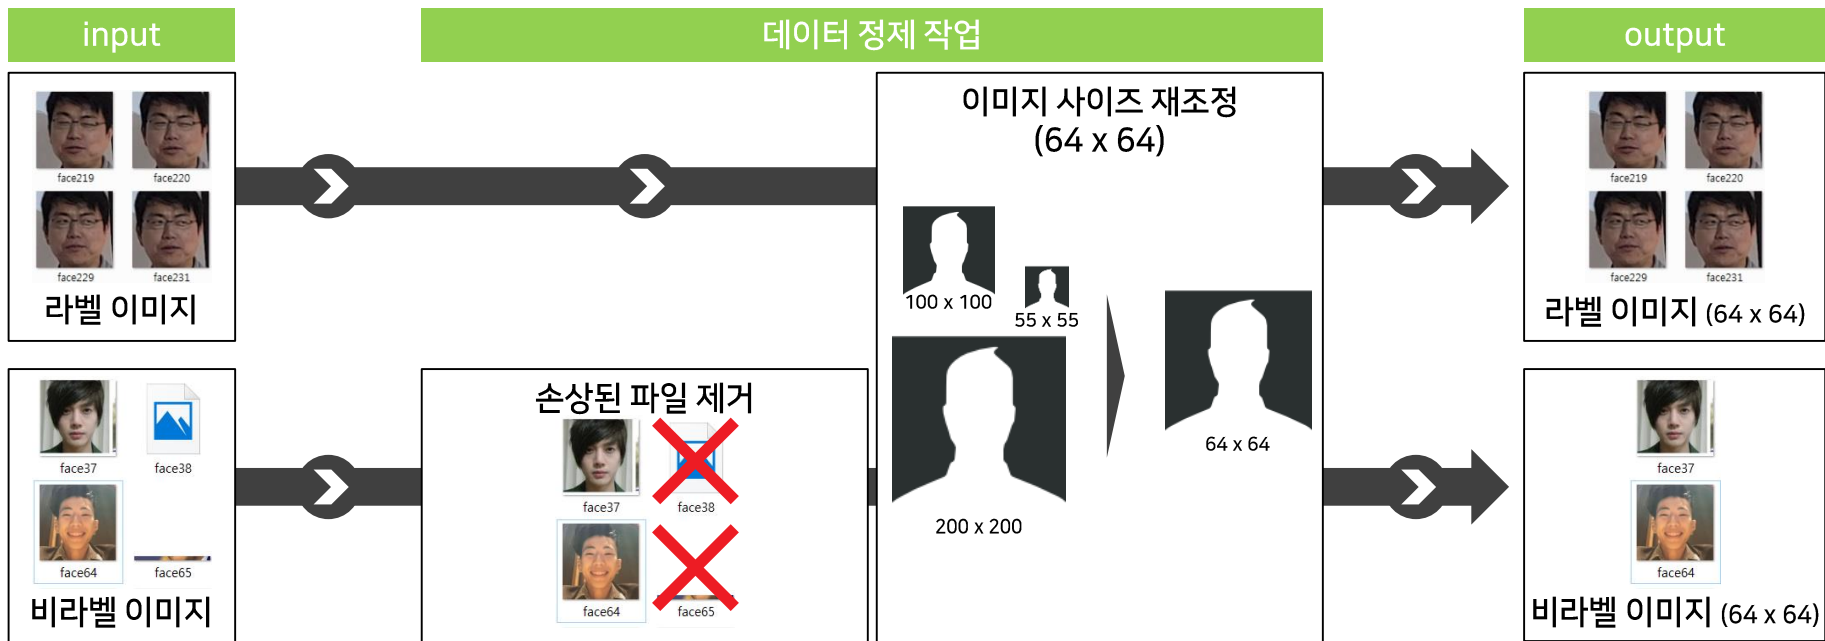 input
데이터 정제 작업
output
face219
face220
face229
face231
라벨 이미지
이미지 사이즈 재조정
(64 x 64)
100 x 100
55 x 55
200 x 200
64 x 64
face219
face220
face229
face231
라벨 이미지 (64 x 64)
face37
face38
face64
face65
비라벨 이미지
손상된 파일 제거
face37
face38
face64
face65
face37
face64
비라벨 이미지 (64 x 64)